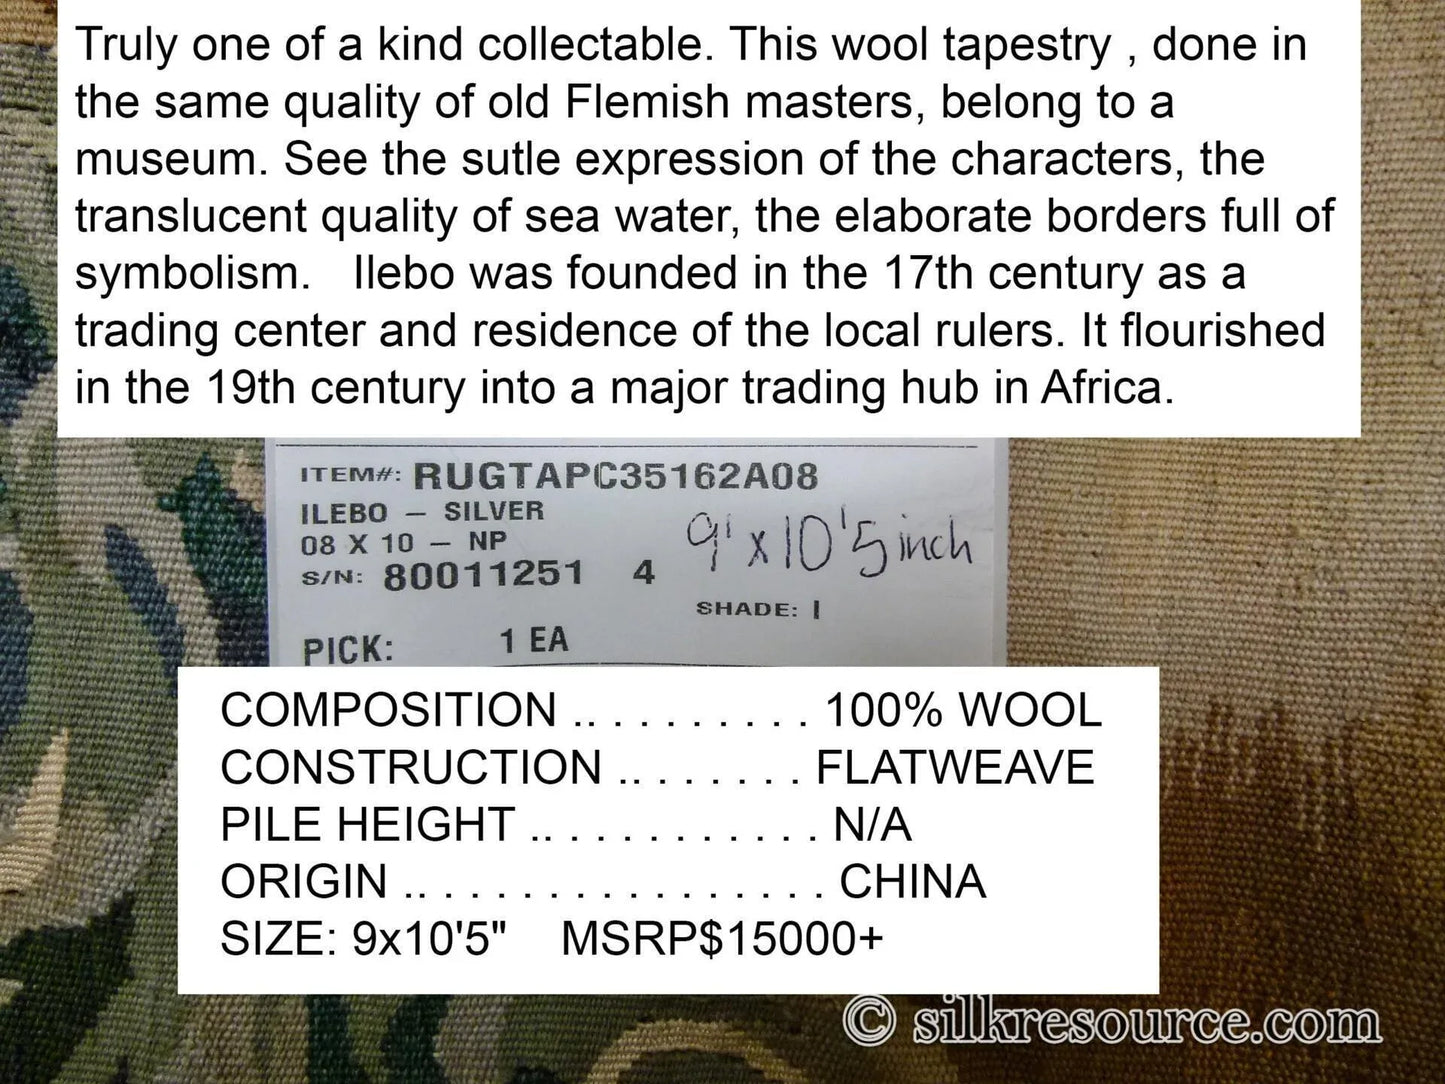 Truly one of a kind collectable. This wool tapestry , done in
the same quality of old Flemish masters, belong to a
museum. See the sutle expression of the characters, the
translucent quality of sea water, the elaborate borders full of
symbolism.   Ilebo was founded in the 17th century as a
trading center and residence of the local rulers. It flourished
in the 19th century into a major trading hub in Africa.
ITEM#: RUGTAPC35162A08
ILEBO - SILVER
08 X 10 - NP
9'x10'5inch
S/N: 80011251 4
SHADE: 1
PICK: 1 EA
COMPOSITION .. . . . . . . . . . 100% WOOL
CONSTRUCTION .. . . . . . . FLATWEAVE
PILE HEIGHT .. . . . . . . . . . . . N/A
ORIGIN .. . . . . . . . . . . . . . . . . CHINA
SIZE: 9x10'5"    MSRP$15000+
© silkresource.com